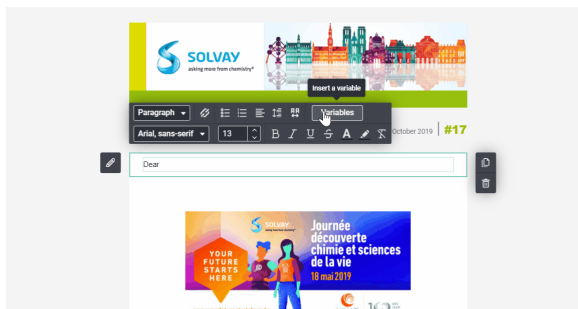 SOLVAY
asking more from chemistry®
Insert a variable
Paragraph
Variables
Arial, sans-serif
13
B I U S A
October 2019 #17
Dear
SOLVAY
YOUR
FUTURE
STARTS
HERE
Journée
découverte
chimie et sciences
de la vie
18 mai 2019